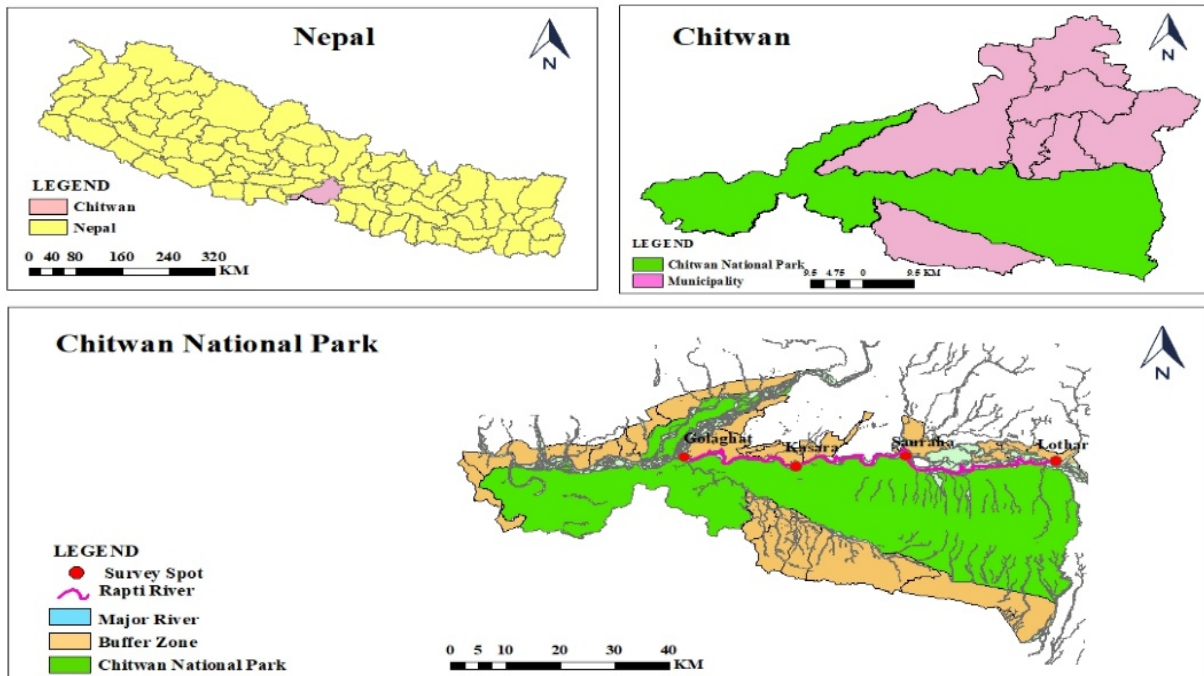 Nepal
N
LEGEND
Chitwan
Nepal
0 40 80 160 240 320
KM
Chitwan
N
LEGEND
Chitwan National Park
Municipality
9.5 4.75 0 9.5 KM
Chitwan National Park
N
Golaghat
Kasara
Sauraha
Lothar
LEGEND
Survey Spot
Rapti River
Major River
Buffer Zone
Chitwan National Park
0 5 10 20 30 40
KM